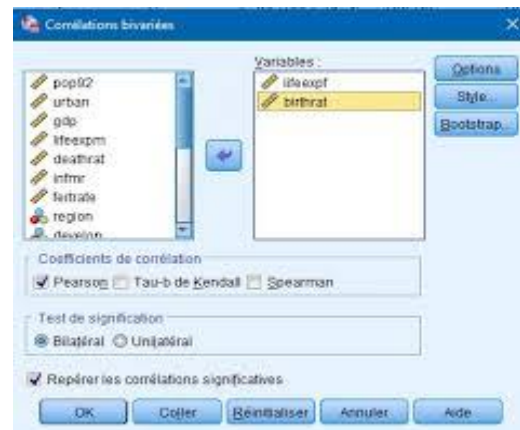 Corrélations bivariées
Variables :
pop92
urban
gdp
lifeexpm
deathrat
infmr
fertrate
region
develop
lifeexpf
birthrat
Options
Style...
Bootstrap...
Coefficients de corrélation
Pearson Tau-b de Kendall Spearman
Test de signification
Bilatéral Unilatéral
Repérer les corrélations significatives
OK Coller Réinitialiser Annuler Aide